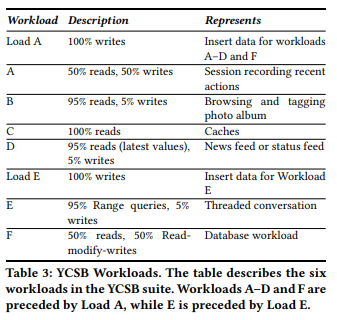 Workload Description Represents
Load A 100% writes Insert data for workloads
A–D and F
A 50% reads, 50% writes Session recording recent
actions
B 95% reads, 5% writes Browsing and tagging
photo album
C 100% reads Caches
D 95% reads (latest values), News feed or status feed
5% writes
Load E 100% writes Insert data for Workload
E
E 95% Range queries, 5% Threaded conversation
writes
F 50% reads, 50% Read- Database workload
modify-writes
Table 3: YCSB Workloads. The table describes the six
workloads in the YCSB suite. Workloads A–D and F are
preceded by Load A, while E is preceded by Load E.